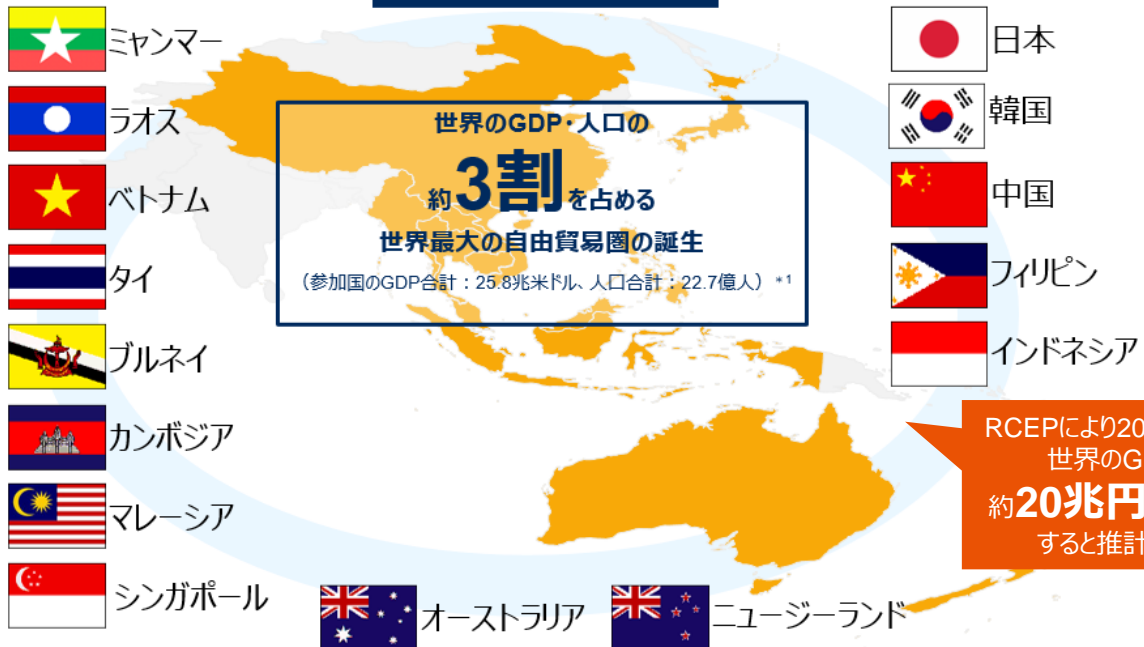 ミャンマー
ラオス
ベトナム
タイ
ブルネイ
カンボジア
マレーシア
シンガポール
世界のGDP・人口の
約3割を占める
世界最大の自由貿易圏の誕生
（参加国のGDP合計：25.8兆米ドル、人口合計：22.7億人）*1
日本
韓国
中国
フィリピン
インドネシア
RCEPにより20
世界のG
約20兆円
すると推計
オーストラリア
ニュージーランド